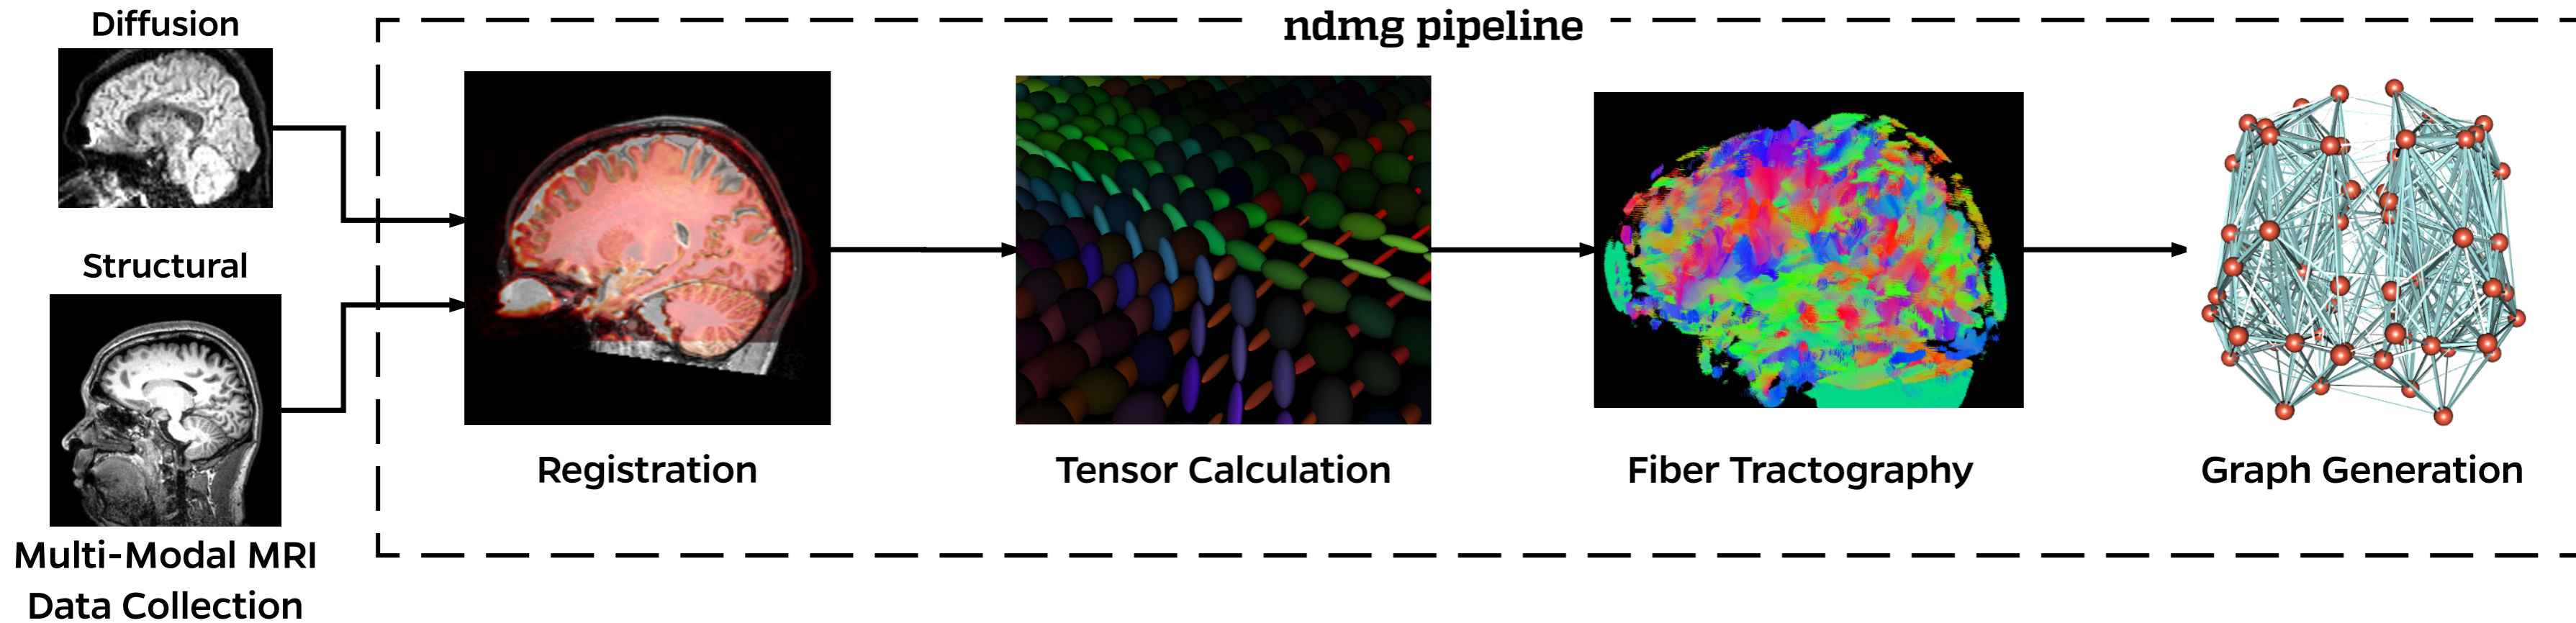 Diffusion
ndmg pipeline
Structural
Registration
Tensor Calculation
Fiber Tractography
Graph Generation
Multi-Modal MRI
Data Collection